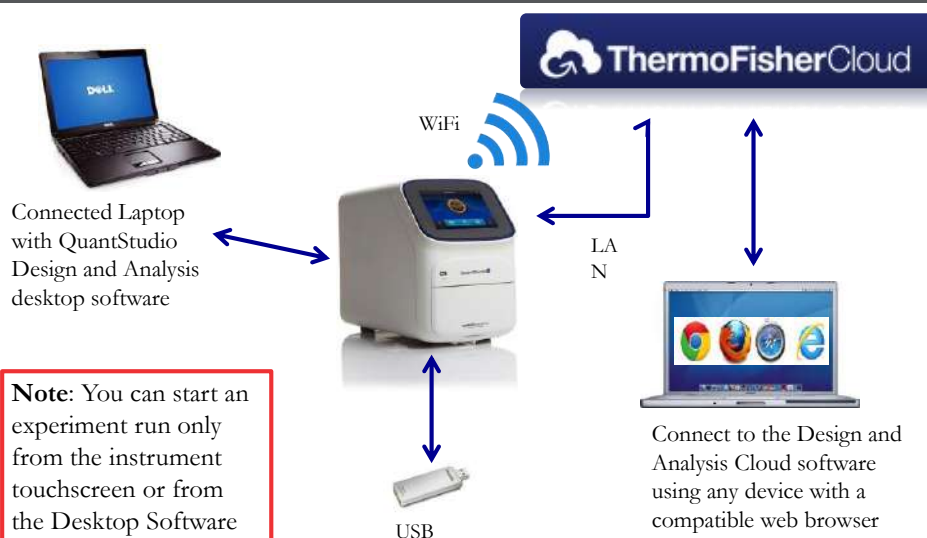 ThermoFisherCloud
WiFi
DELL
Connected Laptop
with QuantStudio
Design and Analysis
desktop software
LA
N
Note: You can start an
experiment run only
from the instrument
touchscreen or from
the Desktop Software
USB
Connect to the Design and
Analysis Cloud software
using any device with a
compatible web browser